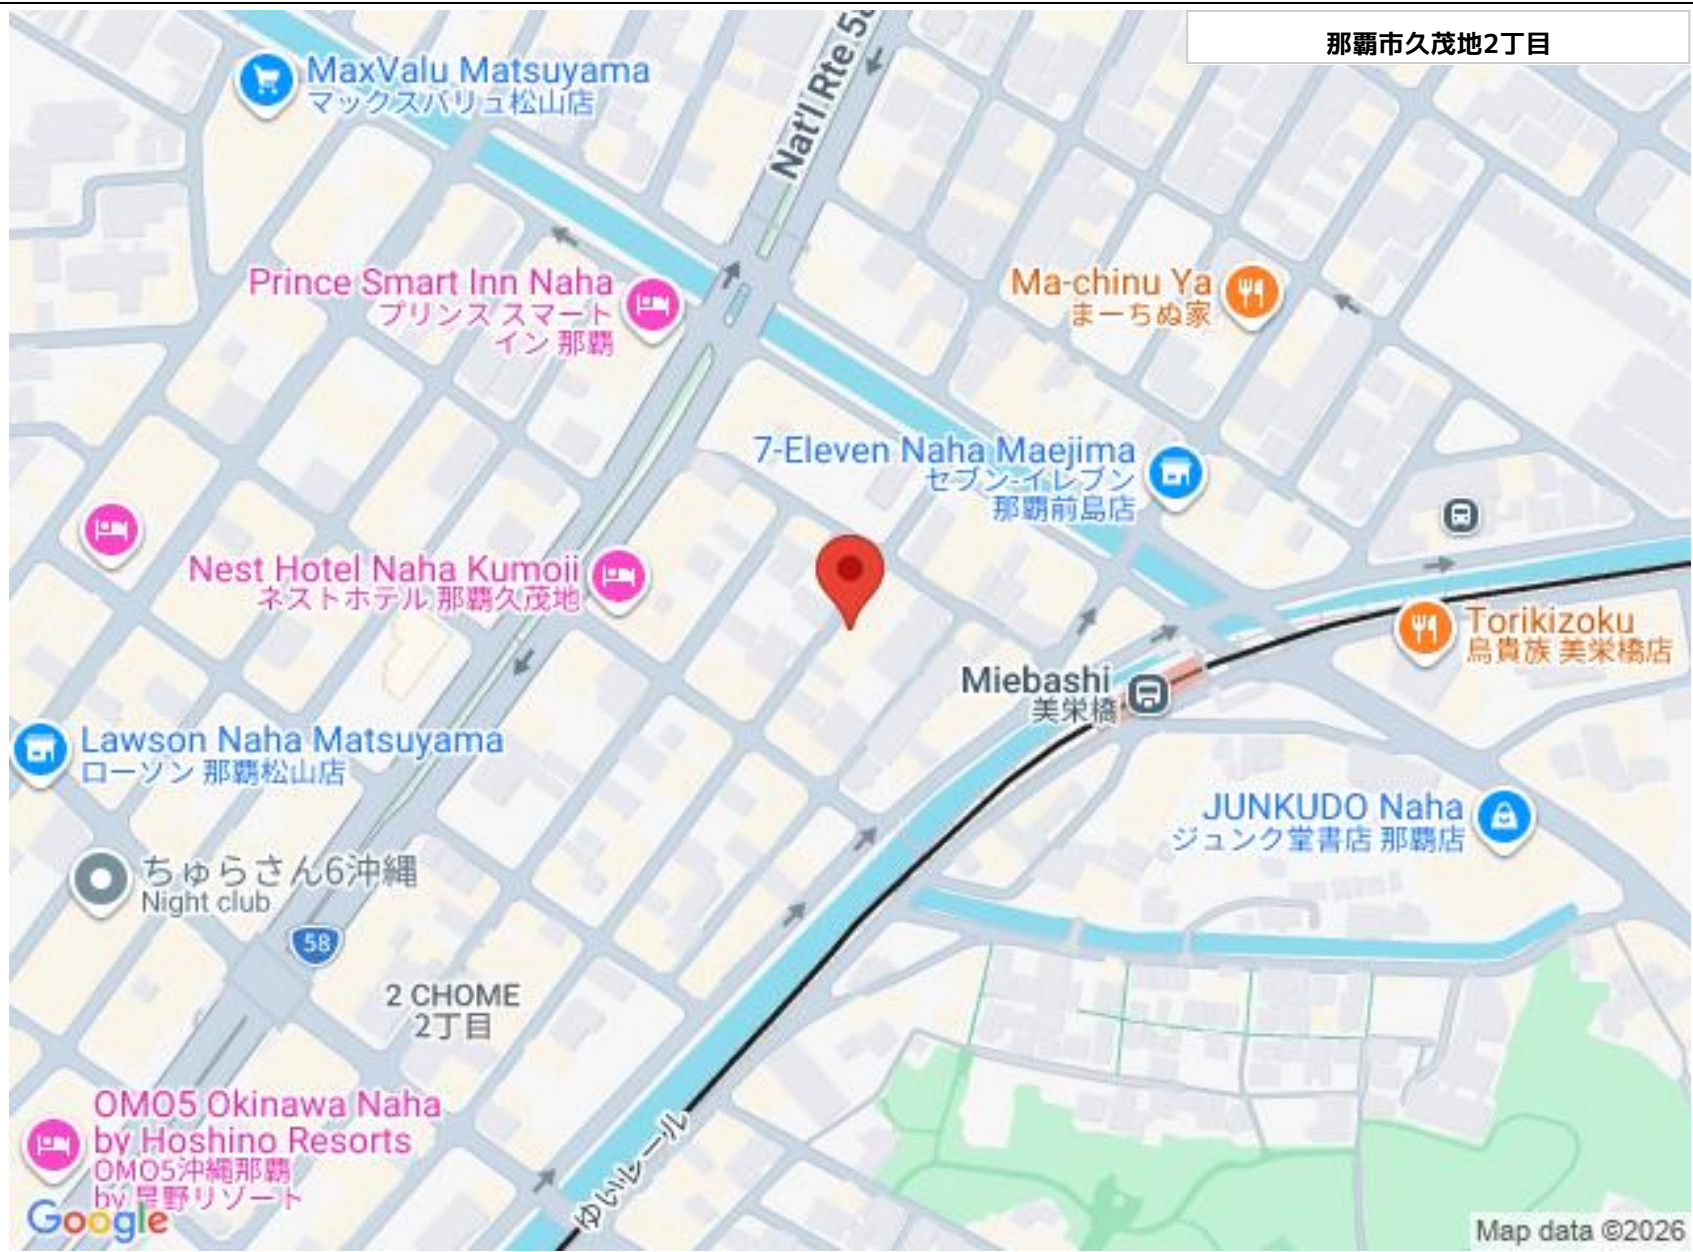 那覇市久茂地2丁目
MaxValu Matsuyama
マックスバリュ松山店
Nat'l Rte 58
Prince Smart Inn Naha
プリンス スマート
イン 那覇
Ma-chinu Ya
まーちぬ家
7-Eleven Naha Maejima
セブン-イレブン
那覇前島店
Nest Hotel Naha Kumoji
ネストホテル 那覇久茂地
Torikizoku
鳥貴族 美栄橋店
Miebashi
美栄橋
Lawson Naha Matsuyama
ローソン 那覇松山店
JUNKUDO Naha
ジュンク堂書店 那覇店
ちゅらさん6沖縄
Night club
58
2 CHOME
2丁目
OMO5 Okinawa Naha
by Hoshino Resorts
OMO5沖縄那覇
by 星野リゾート
ゆいレール
Google
Map data ©2026